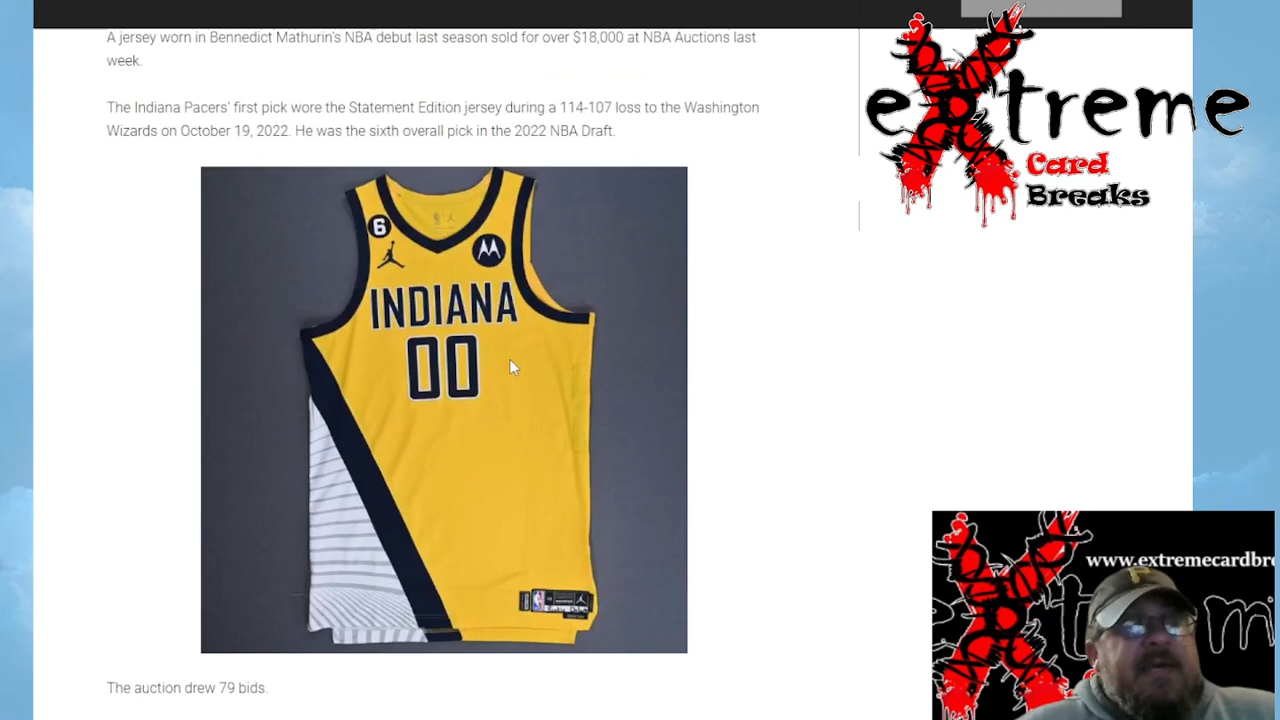 A jersey worn in Bennedict Mathurin's NBA debut last season sold for over $18,000 at NBA Auctions last
week.
The Indiana Pacers' first pick wore the Statement Edition jersey during a 114-107 loss to the Washington
Wizards on October 19, 2022. He was the sixth overall pick in the 2022 NBA Draft.
eXtreme
Card
Breaks
6
INDIANA
00
www.extremecardbre
The auction drew 79 bids.